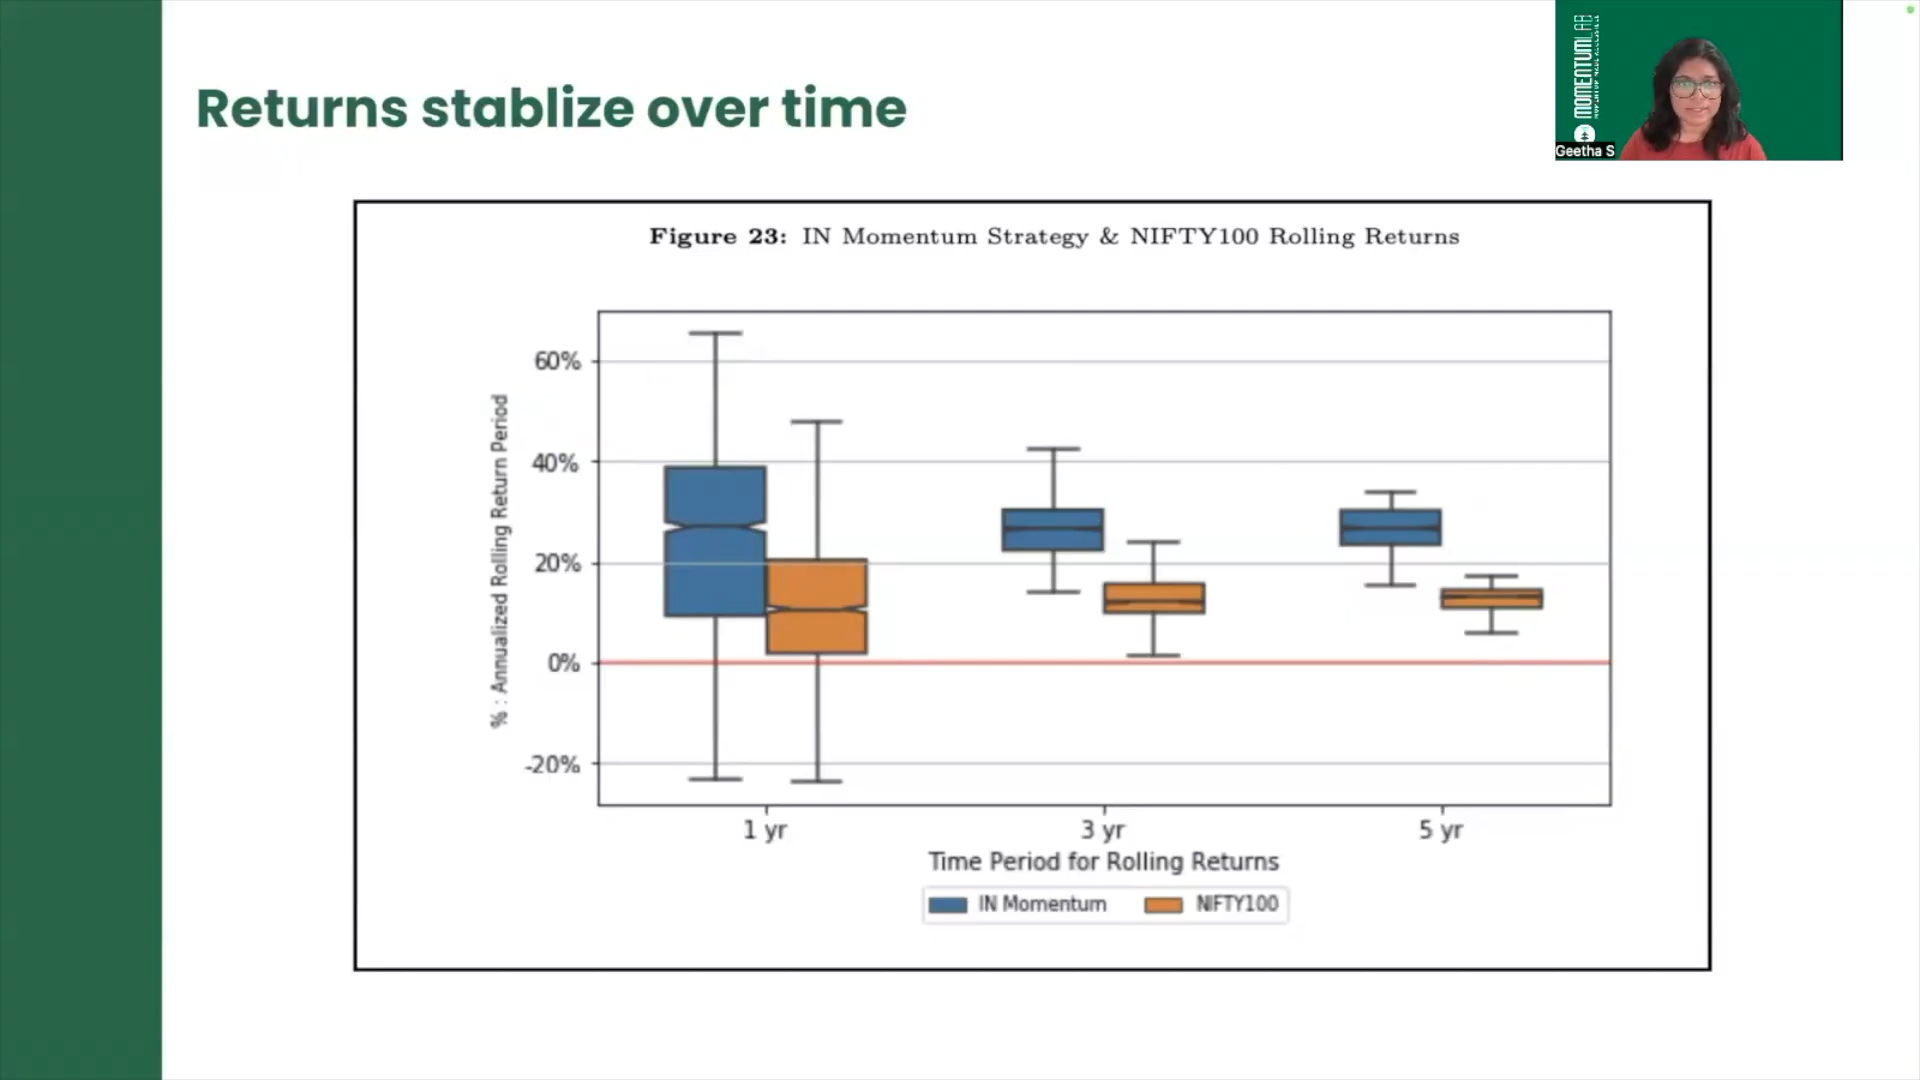 Returns stablize over time
MOMENTUMLAB
Geetha S
Figure 23: IN Momentum Strategy & NIFTY100 Rolling Returns
% : Annualized Rolling Return Period
60%
40%
20%
0%
-20%
1 yr
3 yr
5 yr
Time Period for Rolling Returns
IN Momentum
NIFTY100